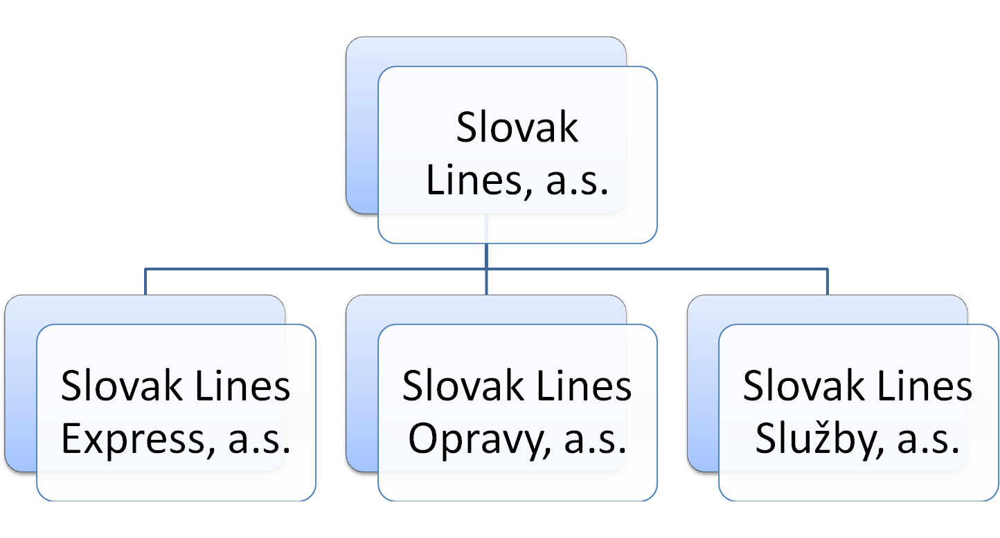 Slovak
Lines, a.s.
Slovak Lines
Express, a.s.
Slovak Lines
Opravy, a.s.
Slovak Lines
Služby, a.s.